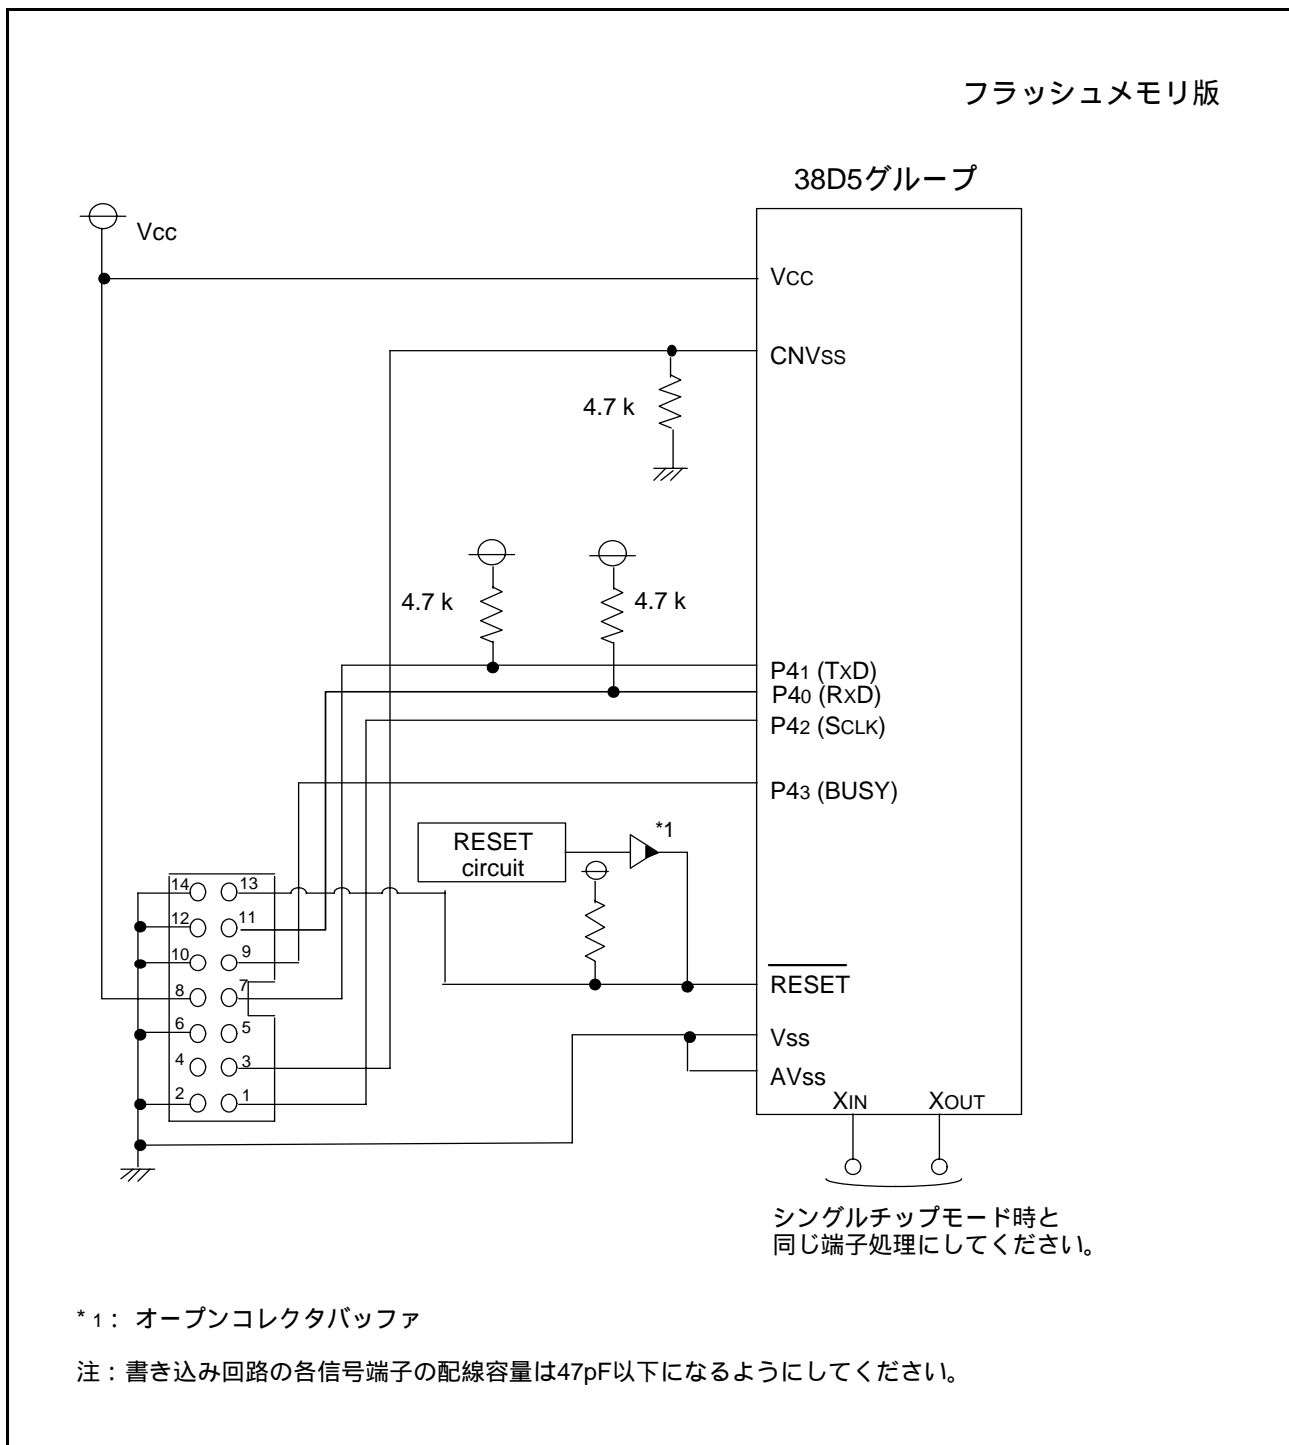 フラッシュメモリ版
38D5グループ
Vcc
VCC
CNVSS
4.7 k
4.7 k
4.7 k
P41 (TXD)
P40 (RXD)
P42 (SCLK)
P43 (BUSY)
RESET
circuit
*1
14 13
12 11
10 9
8 7
6 5
4 3
2 1
RESET
Vss
AVss
XIN XOUT
シングルチップモード時と
同じ端子処理にしてください。
* 1： オープンコレクタバッファ
注：書き込み回路の各信号端子の配線容量は47pF以下になるようにしてください。